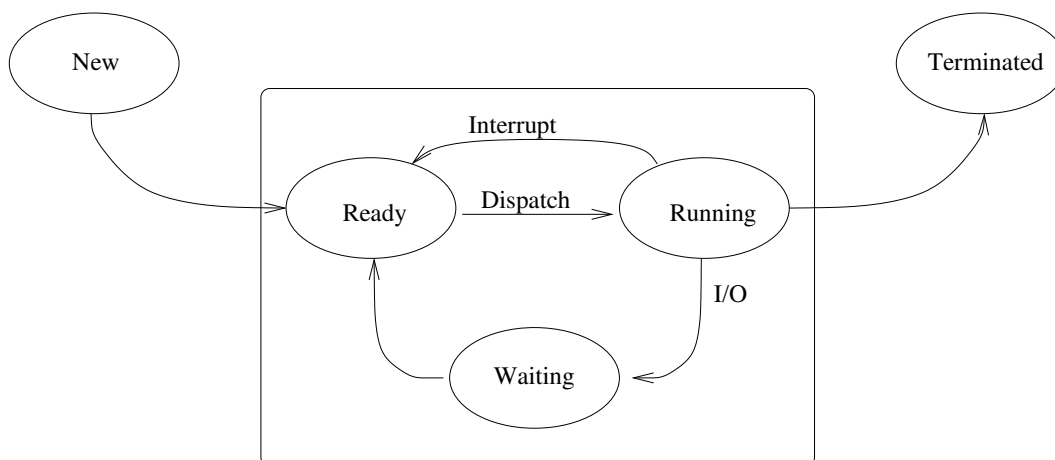 New
Terminated
Interrupt
Ready
Dispatch
Running
I/O
Waiting